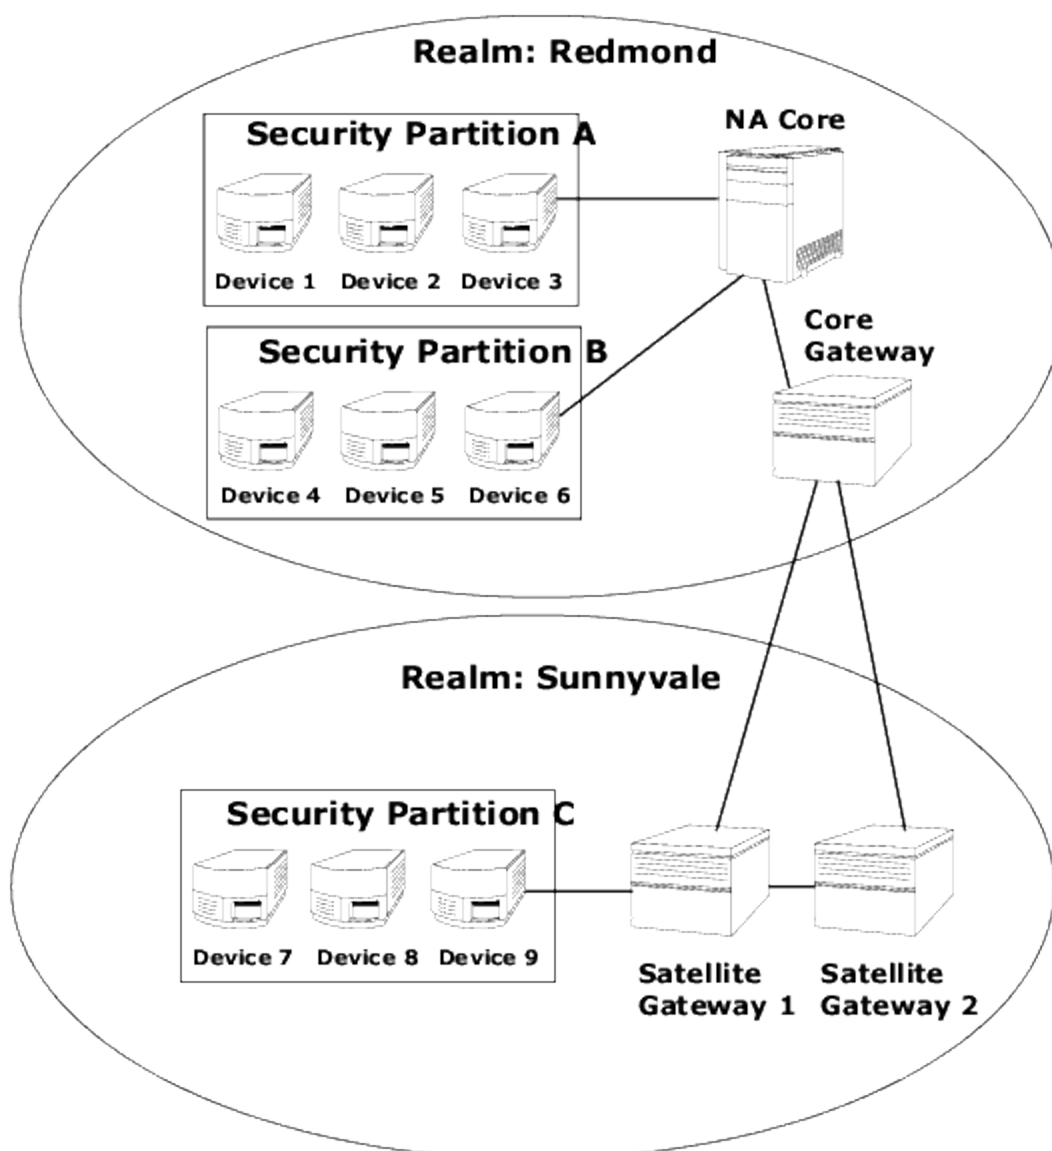 Realm: Redmond
Security Partition A
NA Core
Device 1 Device 2 Device 3
Core
Gateway
Security Partition B
Device 4 Device 5 Device 6
Realm: Sunnyvale
Security Partition C
Device 7 Device 8 Device 9
Satellite
Gateway 1
Satellite
Gateway 2